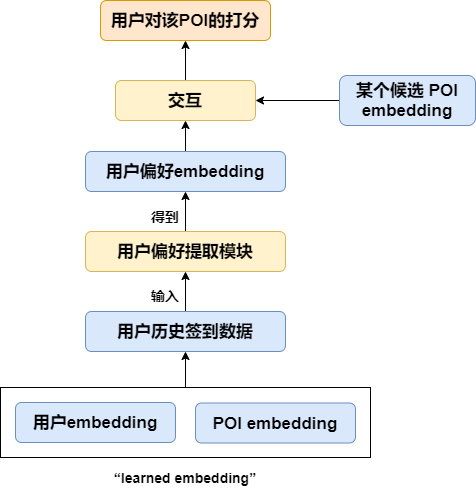 用户对该POI的打分
交互
某个候选 POI
embedding
用户偏好embedding
得到
用户偏好提取模块
输入
用户历史签到数据
用户embedding
POI embedding
“learned embedding”